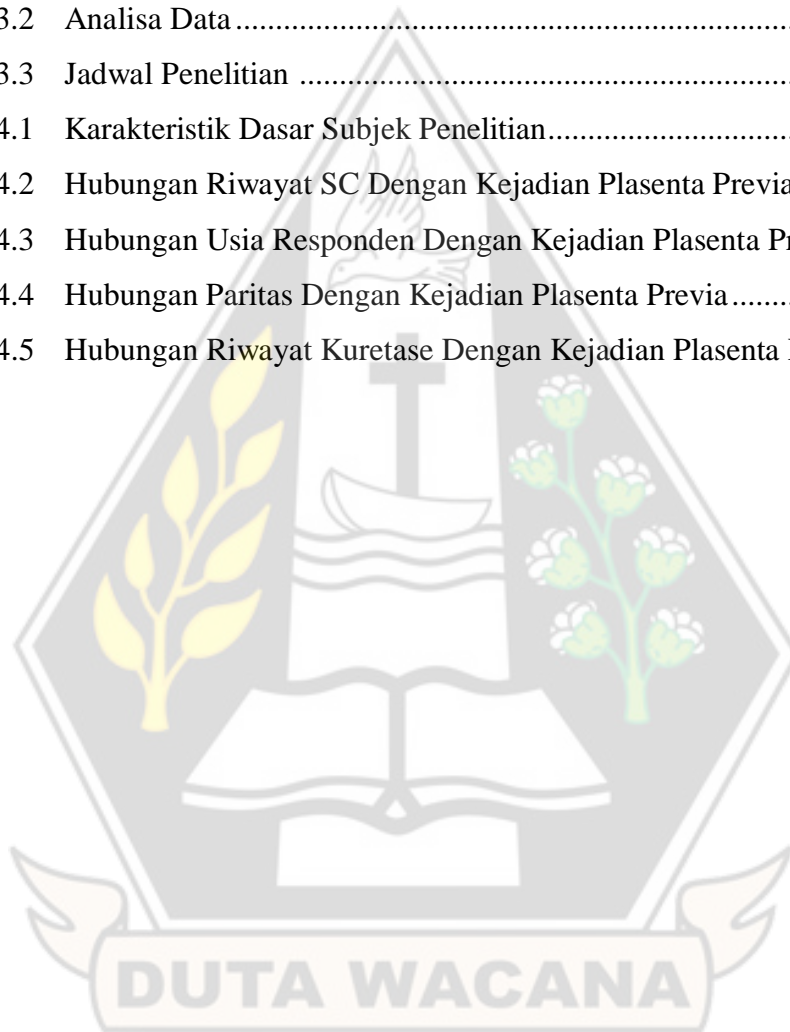 3.2 Analisa Data
3.3 Jadwal Penelitian
4.1 Karakteristik Dasar Subjek Penelitian
4.2 Hubungan Riwayat SC Dengan Kejadian Plasenta Previa
4.3 Hubungan Usia Responden Dengan Kejadian Plasenta
4.4 Hubungan Paritas Dengan Kejadian Plasenta Previa
4.5 Hubungan Riwayat Kuretase Dengan Kejadian Plasenta
DUTA WACANA